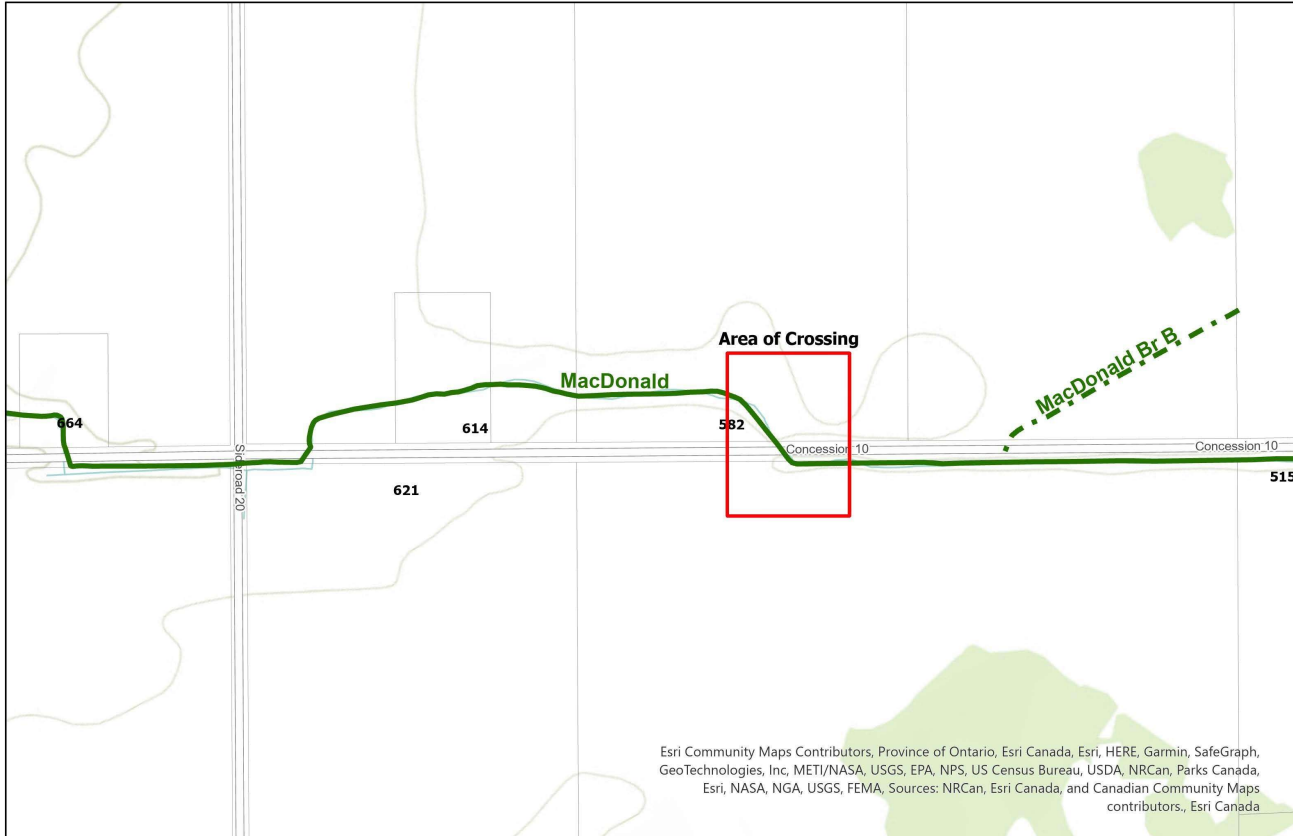 Area of Crossing
MacDonald Br B
MacDonald
664
614
582
Sideroad 20
Concession 10
Concession 10
621
515
Esri Community Maps Contributors, Province of Ontario, Esri Canada, Esri, HERE, Garmin, SafeGraph,
GeoTechnologies, Inc, METI/NASA, USGS, EPA, NPS, US Census Bureau, USDA, NRCan, Parks Canada,
Esri, NASA, NGA, USGS, FEMA, Sources: NRCan, Esri Canada, and Canadian Community Maps
contributors., Esri Canada